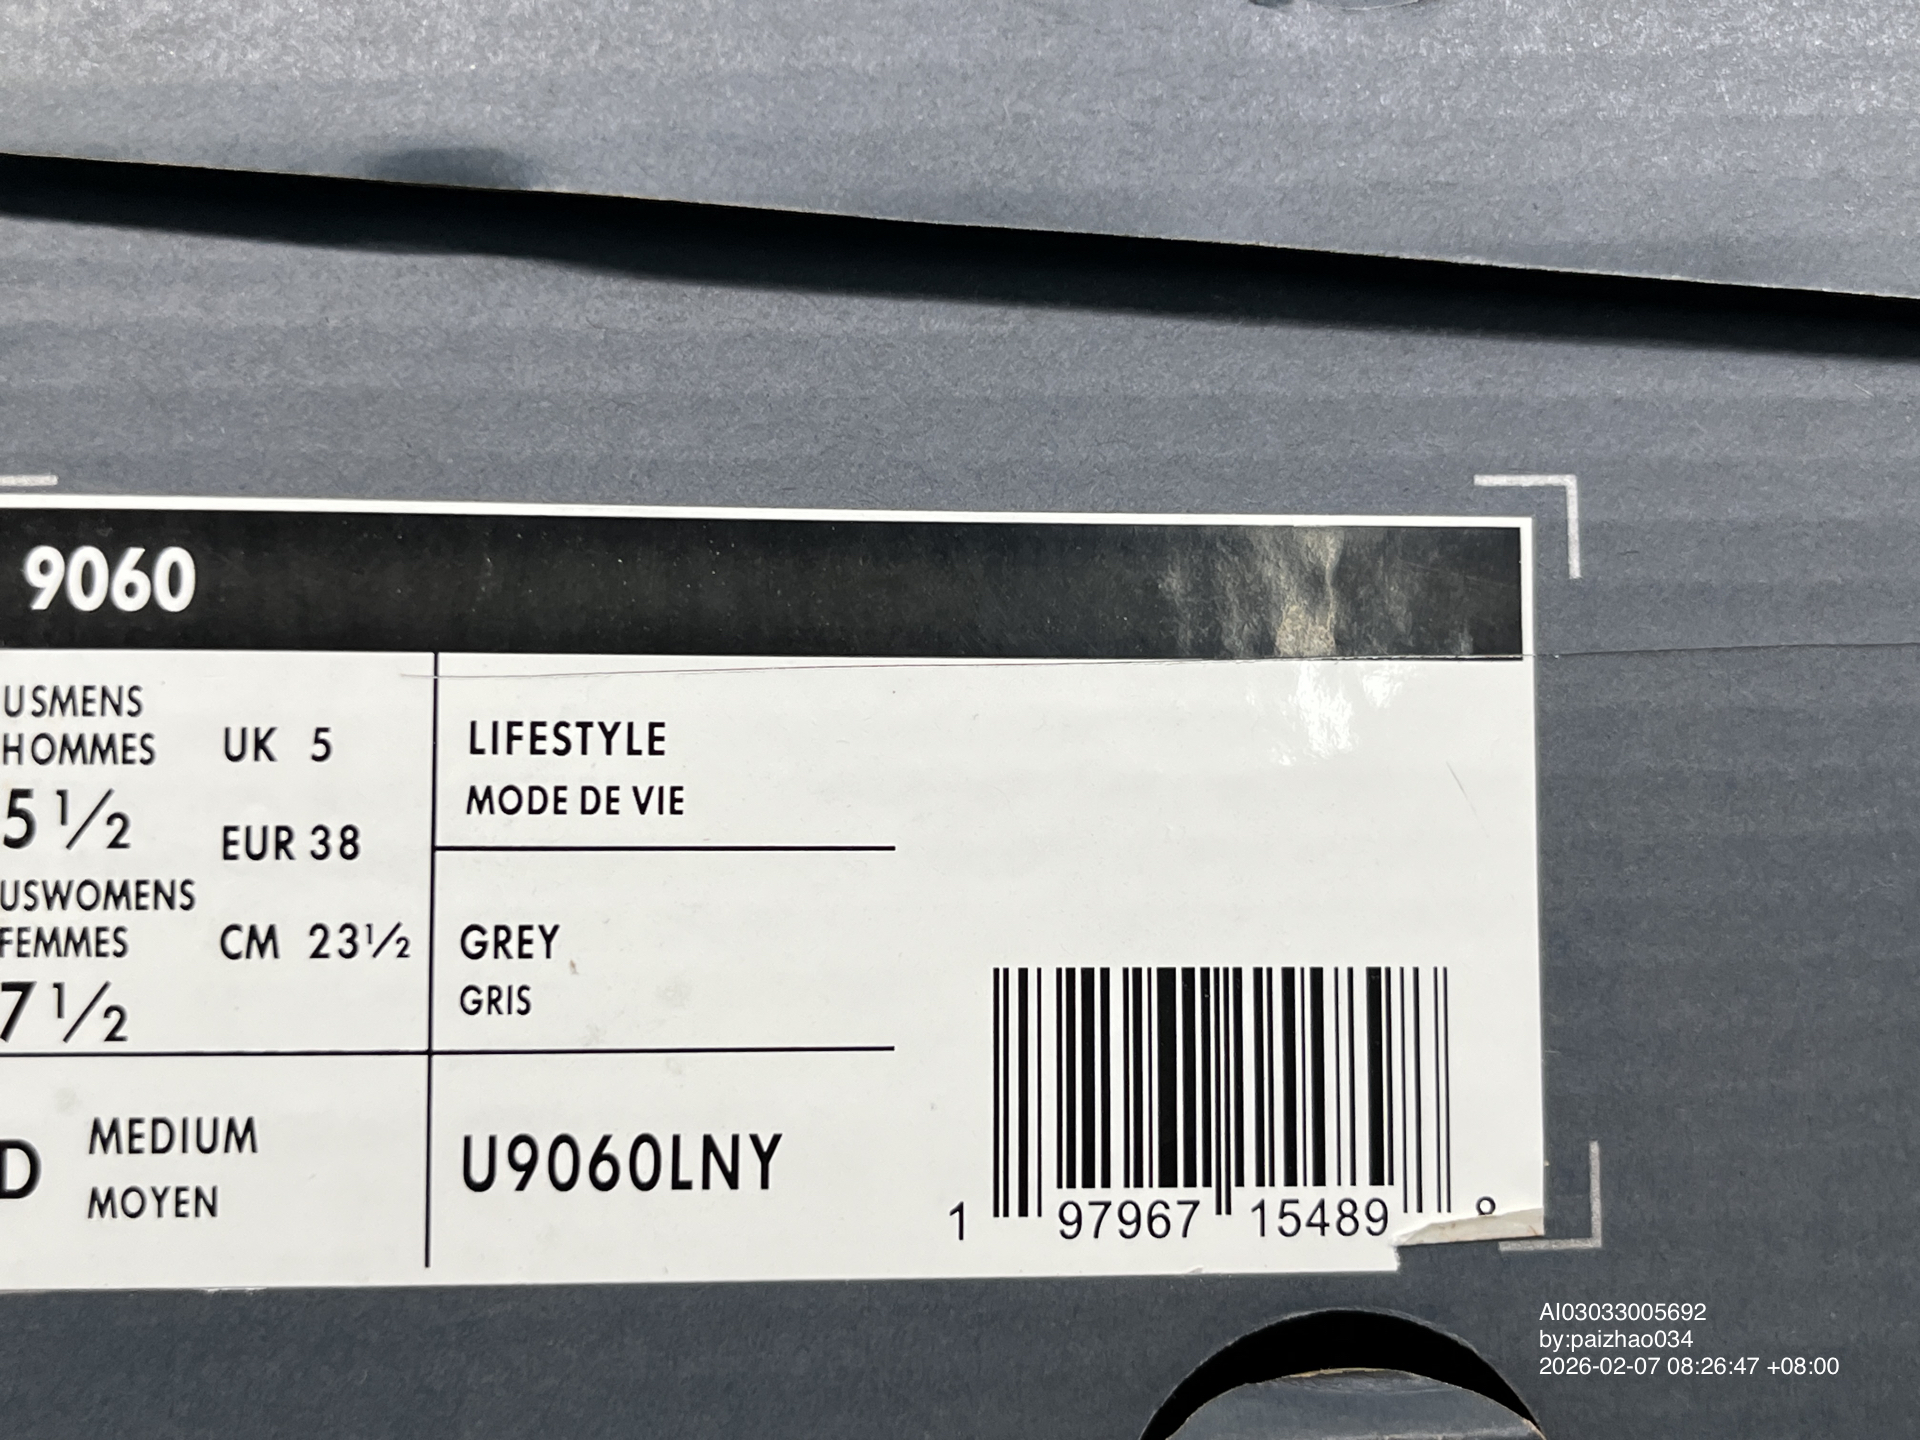 9060
USMENS
HOMMES
5 ½
USWOMENS
FEMMES
7 ½
UK 5
EUR 38
CM 23½
D
MEDIUM
MOYEN
LIFESTYLE
MODE DE VIE
GREY
GRIS
U9060LNY
1 97967 15489
AI03033005692
by:paizhao034
2026-02-07 08:26:47 +08:00